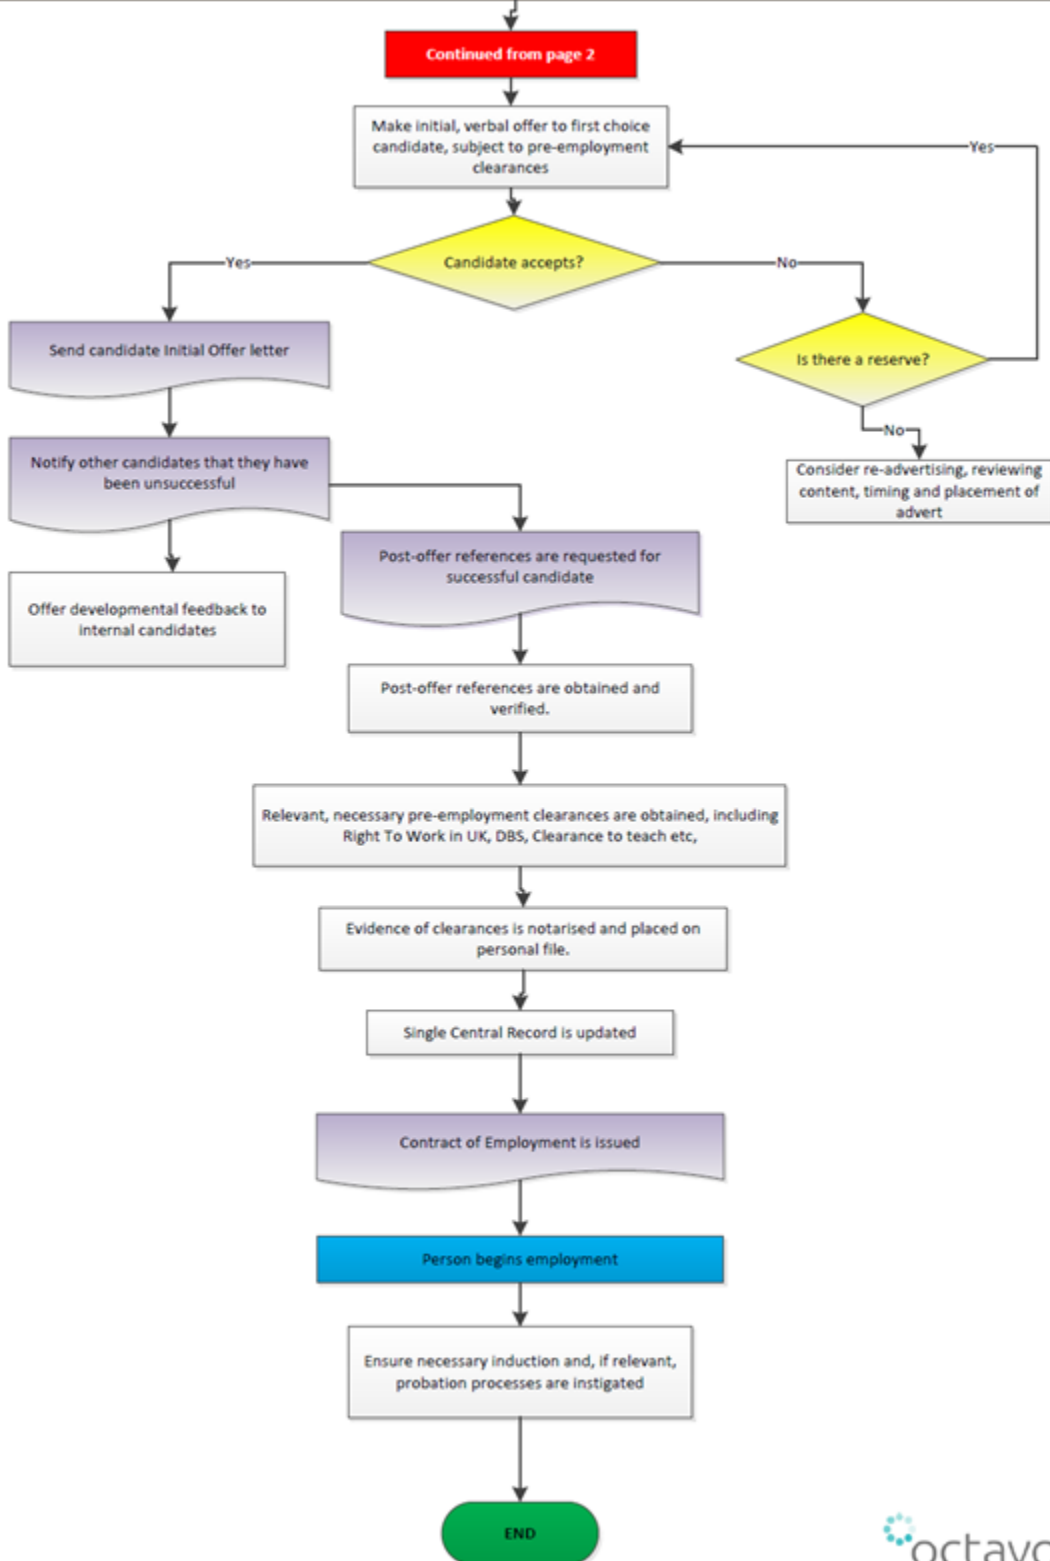 Continued from page 2
Make initial, verbal offer to first choice
candidate, subject to pre-employment
clearances
Yes
Candidate accepts?
Yes
No
Send candidate Initial Offer letter
Is there a reserve?
No
Notify other candidates that they have
been unsuccessful
Consider re-advertising, reviewing
content, timing and placement of
advert
Post-offer references are requested for
successful candidate
Offer developmental feedback to
internal candidates
Post-offer references are obtained and
verified.
Relevant, necessary pre-employment clearances are obtained, including
Right To Work in UK, DBS, Clearance to teach etc,
Evidence of clearances is notarised and placed on
personal file.
Single Central Record is updated
Contract of Employment is issued
Person begins employment
Ensure necessary induction and, if relevant,
probation processes are instigated
END
octavo